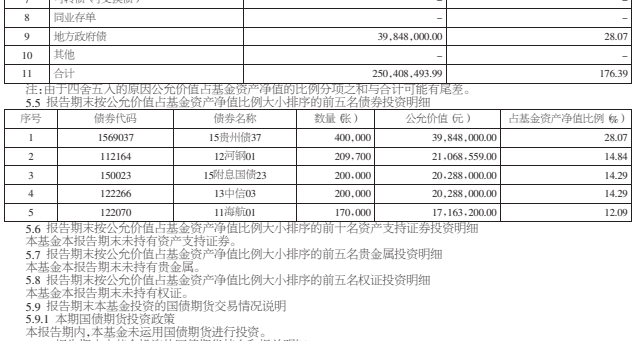 8 同业存单 – –
9 地方政府债 39,848,000.00 28.07
10 其他 – –
11 合计 250,408,493.99 176.39
注:由于四舍五入的原因公允价值占基金资产净值的比例分项之和与合计可能有尾差。
5.5 报告期末按公允价值占基金资产净值比例大小排序的前五名债券投资明细
序号 债券代码 债券名称 数量(张) 公允价值(元) 占基金资产净值比例(%)
1 1569037 15贵州债37 400,000 39,848,000.00 28.07
2 112164 12河钢01 209,700 21,068,559.00 14.84
3 150023 15附息国债23 200,000 20,288,000.00 14.29
4 122266 13中信03 200,000 20,288,000.00 14.29
5 122070 11海航01 170,000 17,163,200.00 12.09
5.6 报告期末按公允价值占基金资产净值比例大小排序的前十名资产支持证券投资明细
本基金本报告期末未持有资产支持证券。
5.7 报告期末按公允价值占基金资产净值比例大小排序的前五名贵金属投资明细
本基金本报告期末未持有贵金属。
5.8 报告期末按公允价值占基金资产净值比例大小排序的前五名权证投资明细
本基金本报告期末未持有权证。
5.9 报告期末本基金投资的国债期货交易情况说明
5.9.1 本期国债期货投资政策
本报告期内,本基金未运用国债期货进行投资。